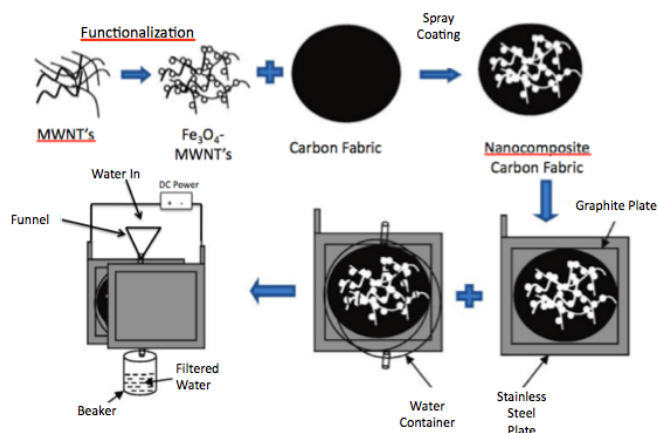 Functionalization
Spray
Coating
MWNT's
Fe₃O₄-
MWNT's
Carbon Fabric
Nanocomposite
Carbon Fabric
Water In
DC Power
+ -
Funnel
Graphite Plate
Filtered
Water
Beaker
Water
Container
Stainless
Steel
Plate